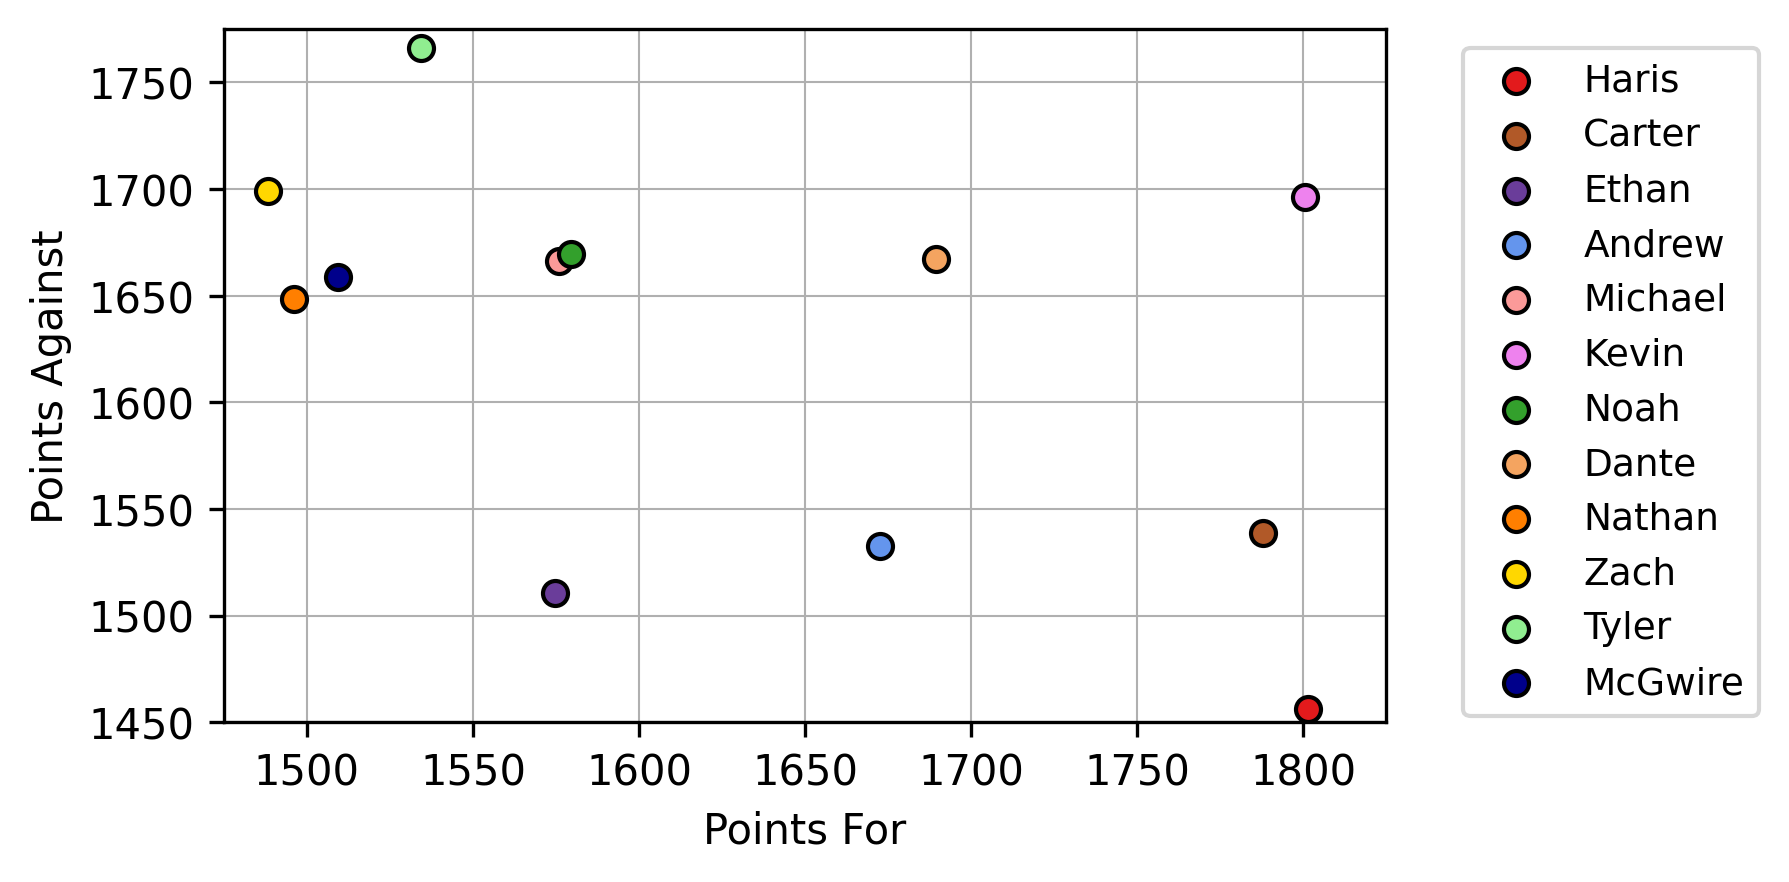 1750
1700
1650
1600
1550
1500
1450
Points Against
1500 1550 1600 1650 1700 1750 1800
Points For
Haris
Carter
Ethan
Andrew
Michael
Kevin
Noah
Dante
Nathan
Zach
Tyler
McGwire